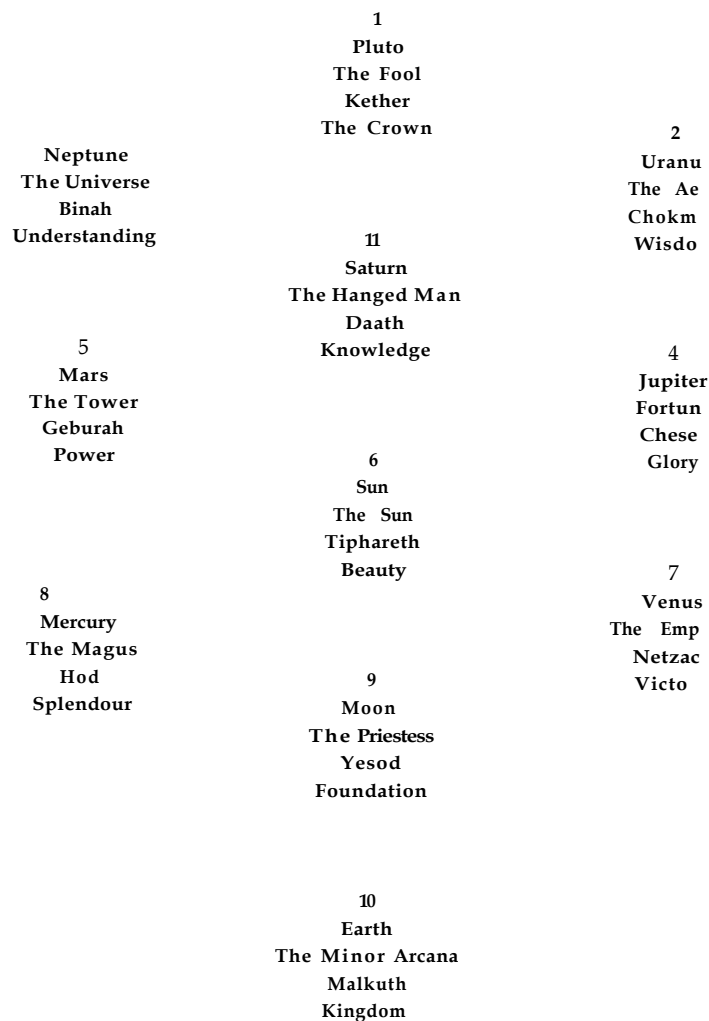 1
Pluto
The Fool
Kether
The Crown
Neptune
The Universe
Binah
Understanding
2
Uranu
The Ae
Chokm
Wisdo
11
Saturn
The Hanged Man
Daath
Knowledge
5
Mars
The Tower
Geburah
Power
4
Jupiter
Fortun
Chese
Glory
6
Sun
The Sun
Tiphareth
Beauty
8
Mercury
The Magus
Hod
Splendour
7
Venus
The Emp
Netzac
Victo
9
Moon
The Priestess
Yesod
Foundation
10
Earth
The Minor Arcana
Malkuth
Kingdom